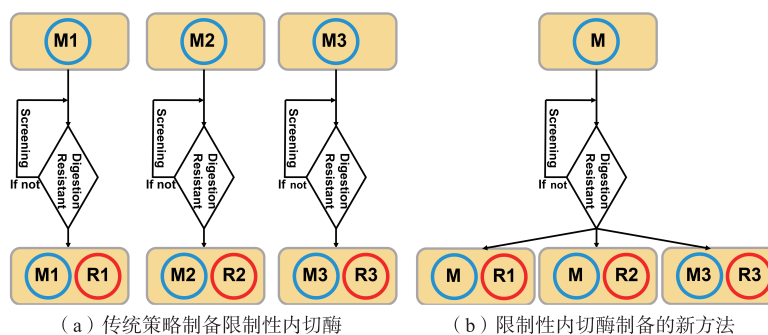 M1 M2 M3 M
Screening Digestion Resistant If not
Screening Digestion Resistant If not
Screening Digestion Resistant If not
Screening Digestion Resistant If not
M1 R1 M2 R2 M3 R3 M R1 M R2 M3 R3
（a）传统策略制备限制性内切酶
（b）限制性内切酶制备的新方法